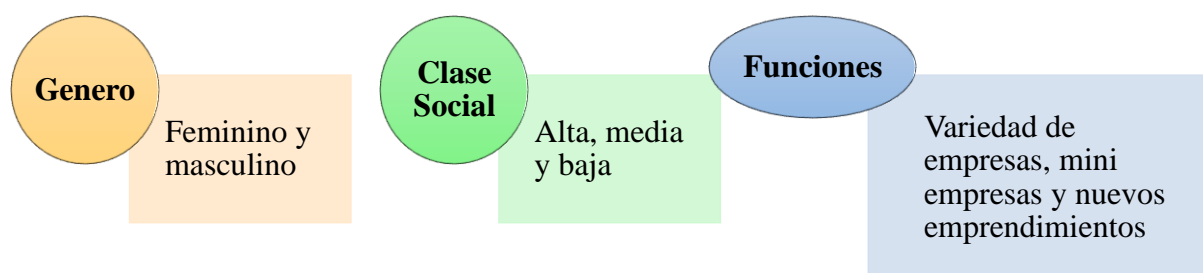 Genero
Feminino y
masculino
Clase
Social
Alta, media
y baja
Funciones
Variedad de
empresas, mini
empresas y nuevos
emprendimientos